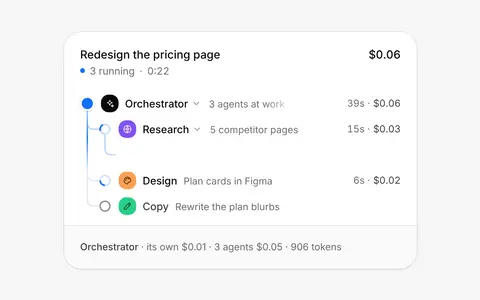 Redesign the pricing page $0.06
3 running · 0:22
Orchestrator 3 agents at work 39s · $0.06
Research 5 competitor pages 15s · $0.03
Design Plan cards in Figma 6s · $0.02
Copy Rewrite the plan blurbs
Orchestrator · its own $0.01 · 3 agents $0.05 · 906 tokens